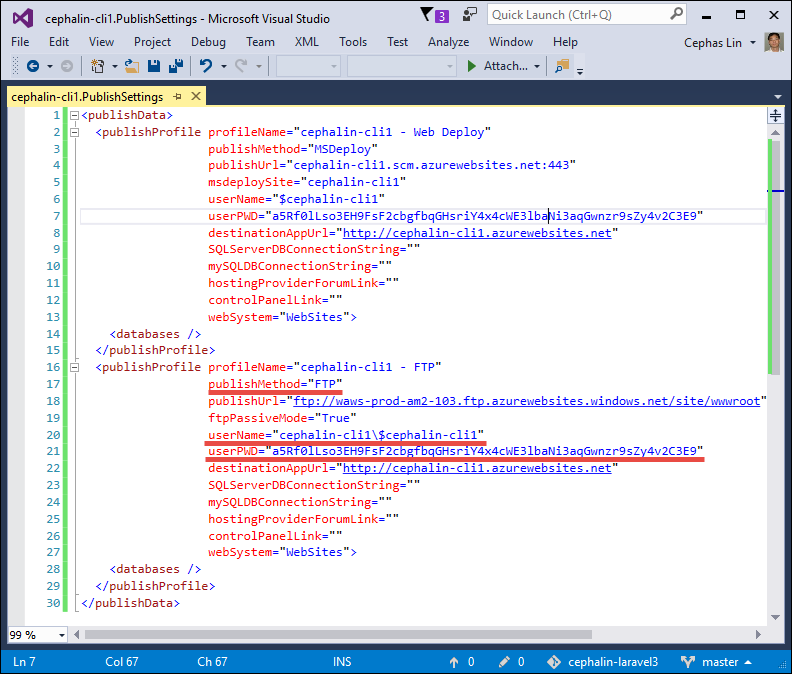 cephalin-cli1.PublishSettings - Microsoft Visual Studio
3
Quick Launch (Ctrl+Q)
File Edit View Project Debug Team XML Tools Test Analyze Window Help Cephas Lin
Attach...
cephalin-cli1.PublishSettings
1 <publishData>
2 <publishProfile profileName="cephalin-cli1 - Web Deploy"
3 publishMethod="MSDeploy"
4 publishUrl="cephalin-cli1.scm.azurewebsites.net:443"
5 msdeploySite="cephalin-cli1"
6 userName="$cephalin-cli1"
7 userPWD="a5Rf0lLso3EH9FsF2cbgfbqGHsriY4x4cWE3lbaNi3aqGwnzr9sZy4v2C3E9"
8 destinationAppUrl="http://cephalin-cli1.azurewebsites.net"
9 SQLServerDBConnectionString=""
10 mySQLDBConnectionString=""
11 hostingProviderForumLink=""
12 controlPanelLink=""
13 webSystem="WebSites">
14 <databases />
15 </publishProfile>
16 <publishProfile profileName="cephalin-cli1 - FTP"
17 publishMethod="FTP"
18 publishUrl="ftp://waws-prod-am2-103.ftp.azurewebsites.windows.net/site/wwwroot"
19 ftpPassiveMode="True"
20 userName="cephalin-cli1\$cephalin-cli1"
21 userPWD="a5Rf0lLso3EH9FsF2cbgfbqGHsriY4x4cWE3lbaNi3aqGwnzr9sZy4v2C3E9"
22 destinationAppUrl="http://cephalin-cli1.azurewebsites.net"
23 SQLServerDBConnectionString=""
24 mySQLDBConnectionString=""
25 hostingProviderForumLink=""
26 controlPanelLink=""
27 webSystem="WebSites">
28 <databases />
29 </publishProfile>
30 </publishData>
99 %
Ln 7 Col 67 Ch 67 INS 0 0 cephalin-laravel3 master